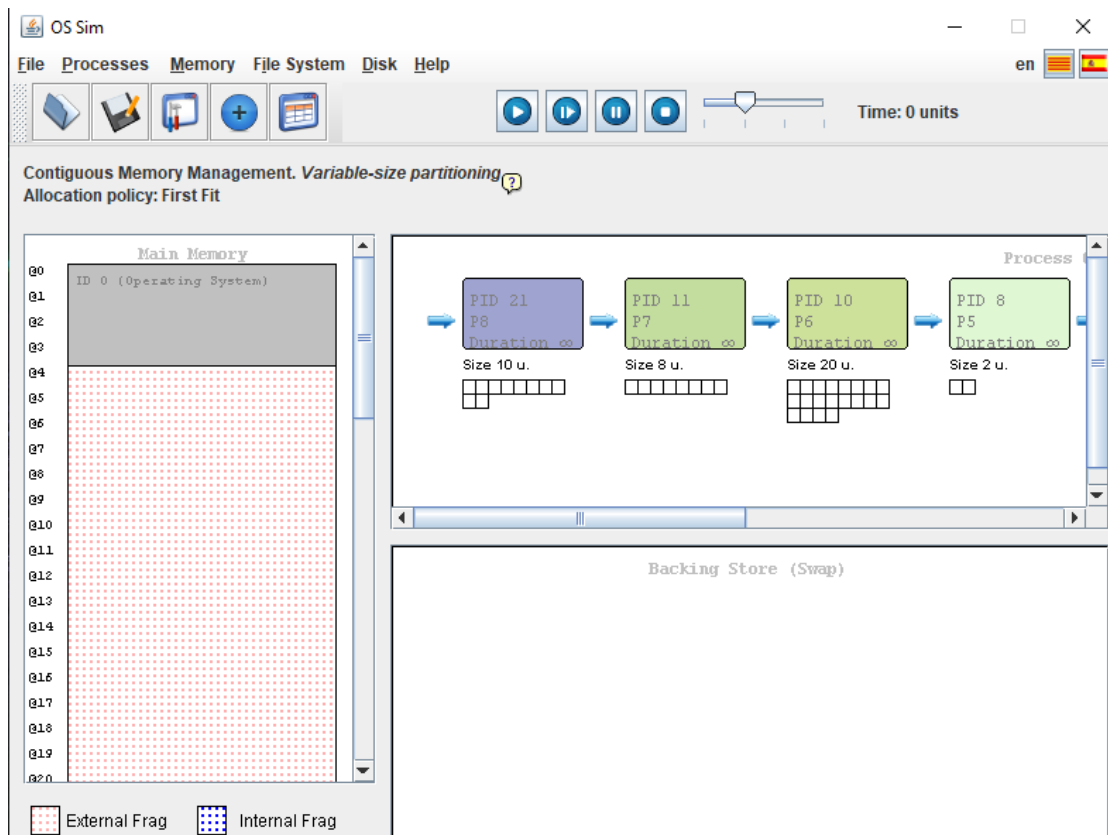 OS Sim
File Processes Memory File System Disk Help
en
Time: 0 units
Contiguous Memory Management. Variable-size partitioning
?
Allocation policy: First Fit
Main Memory
@0
ID 0 (Operating System)
@1
@2
@3
@4
@5
@6
@7
@8
@9
@10
@11
@12
@13
@14
@15
@16
@17
@18
@19
@20
External Frag
Internal Frag
Process
PID 21
P8
Duration ∞
Size 10 u.
PID 11
P7
Duration ∞
Size 8 u.
PID 10
P6
Duration ∞
Size 20 u.
PID 8
P5
Duration ∞
Size 2 u.
Backing Store (Swap)